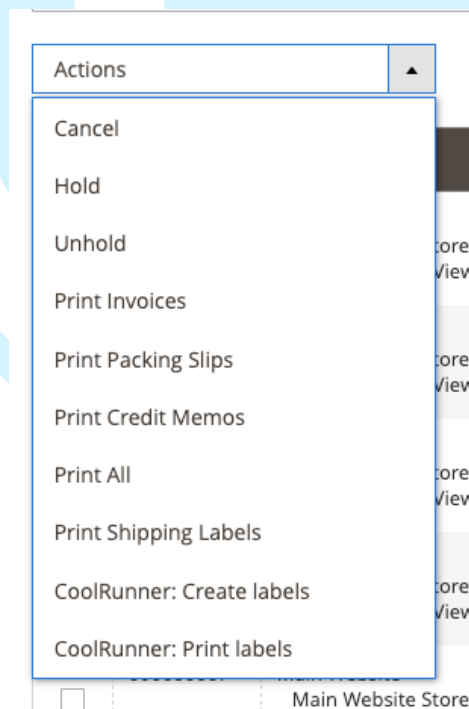 Actions
Cancel
Hold
Unhold
Print Invoices
Print Packing Slips
Print Credit Memos
Print All
Print Shipping Labels
CoolRunner: Create labels
CoolRunner: Print labels
Main Website Store